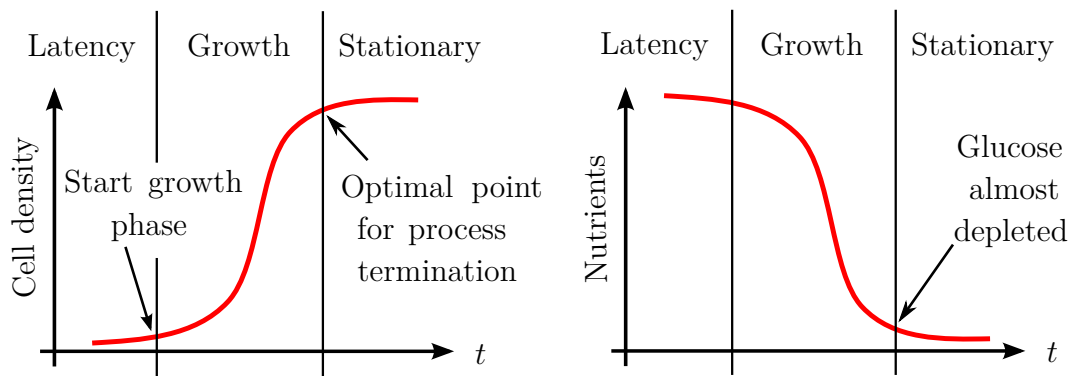 Latency Growth Stationary
Cell density
Start growth
phase
Optimal point
for process
termination
t
Latency Growth Stationary
Nutrients
Glucose
almost
depleted
t